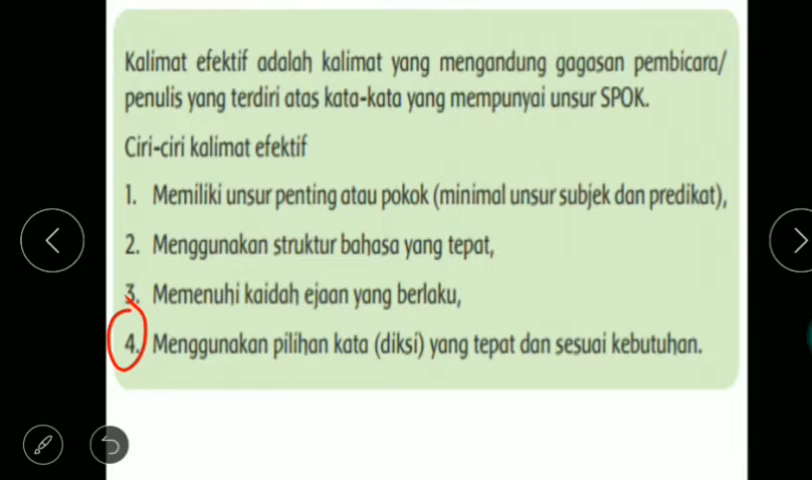 Kalimat efektif adalah kalimat yang mengandung gagasan pembicara/
penulis yang terdiri atas kata-kata yang mempunyai unsur SPOK.
Ciri-ciri kalimat efektif
1. Memiliki unsur penting atau pokok (minimal unsur subjek dan predikat),
2. Menggunakan struktur bahasa yang tepat,
3. Memenuhi kaidah ejaan yang berlaku,
4. Menggunakan pilihan kata (diksi) yang tepat dan sesuai kebutuhan.